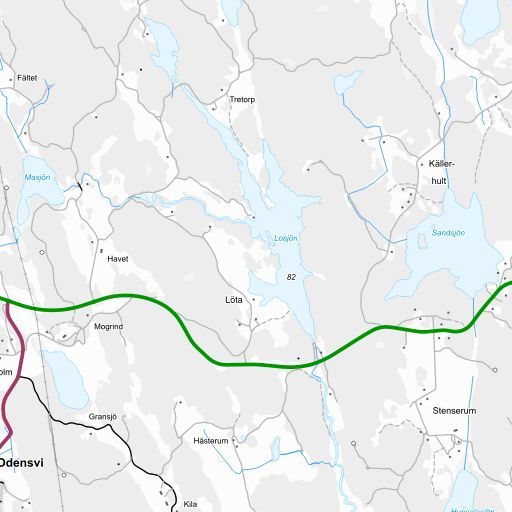 Fältet
Tretorp
Käller-
hult
Masjön
Sandsjön
Losjön
Havet
82
Löta
Mogrind
olm
Gransjö
Stenserum
Hästerum
Odensvi
Kila